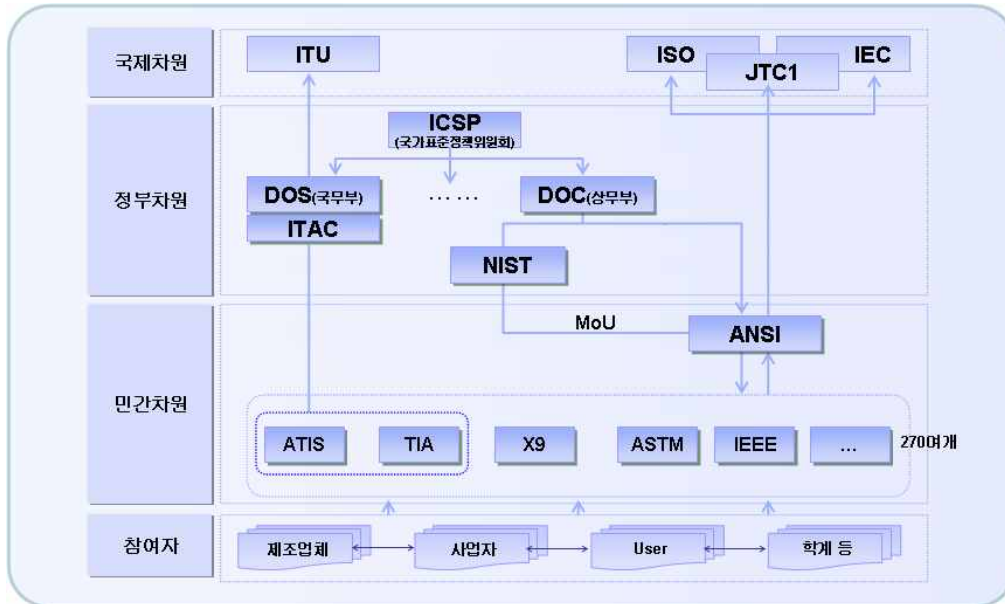 국제차원
ITU
ISO
IEC
JTC1
정부차원
ICSP
(국가표준정책위원회)
DOS(국무부)
……
DOC(상무부)
ITAC
NIST
민간차원
MoU
ANSI
ATIS
TIA
X9
ASTM
IEEE
...
270여개
참여자
제조업체
사업자
User
학계 등